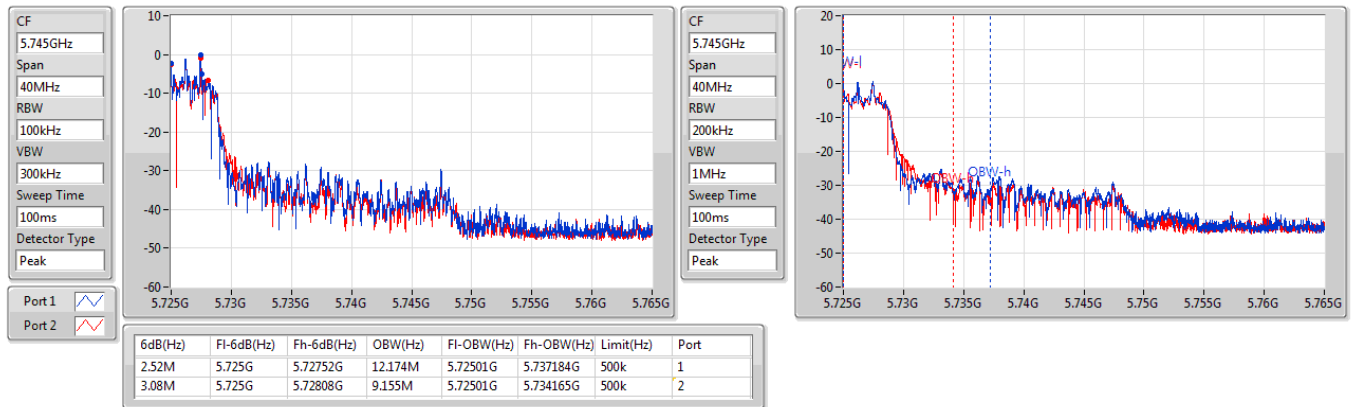 CF
5.745GHz
Span
40MHz
RBW
100kHz
VBW
300kHz
Sweep Time
100ms
Detector Type
Peak
Port 1
Port 2
10
0
-10
-20
-30
-40
-50
-60
5.725G 5.73G 5.735G 5.74G 5.745G 5.75G 5.755G 5.76G 5.765G
CF
5.745GHz
Span
40MHz
RBW
200kHz
VBW
1MHz
Sweep Time
100ms
Detector Type
Peak
20
10
0
-10
-20
-30
-40
-50
-60
W-l
OBW-h
OBW-h
5.725G 5.73G 5.735G 5.74G 5.745G 5.75G 5.755G 5.76G 5.765G
6dB(Hz) Fl-6dB(Hz) Fh-6dB(Hz) OBW(Hz) Fl-OBW(Hz) Fh-OBW(Hz) Limit(Hz) Port
2.52M 5.725G 5.72752G 12.174M 5.72501G 5.737184G 500k 1
3.08M 5.725G 5.72808G 9.155M 5.72501G 5.734165G 500k 2